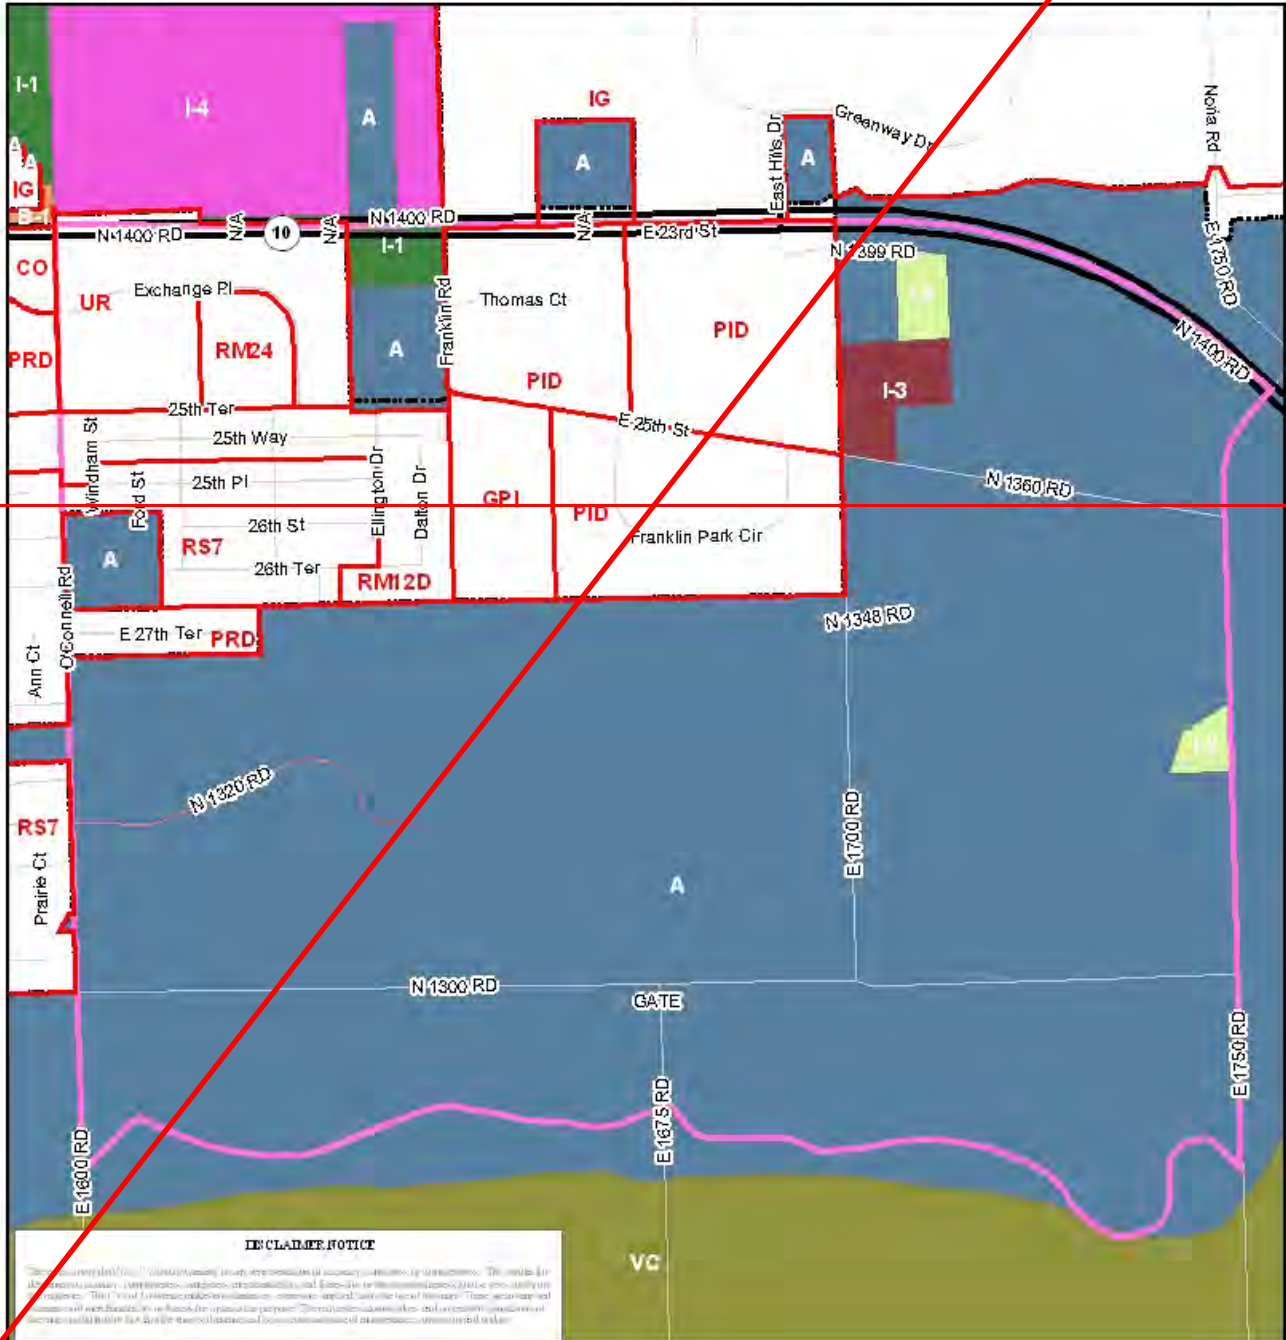 I-1
I-4
A
IG
A
East Hills Dr
A
Greenway Dr
Noria Rd
A
A
IG
B-1
N 1400 RD
N/A
10
N/A
N 1400 RD
N/A
E 23rd St
N 1399 RD
E 1750 RD
CO
UR
Exchange Pl
I-1
Franklin Rd
Thomas Ct
PID
N 1400 RD
PRD
RM24
A
PID
I-3
25th Ter
25th Way
E 25th St
Windham St
Ford St
25th Pl
Ellington Dr
Dalton Dr
GPI
PID
N 1360 RD
26th St
Franklin Park Cir
A
RS7
26th Ter
RM12D
O'Connell Rd
E 27th Ter
PRD
N 1348 RD
Ann Ct
N 1320 RD
RS7
Prairie Ct
E 1700 RD
A
N 1300 RD
GATE
E 1600 RD
E 1675 RD
E 1750 RD
DISCLAIMER NOTICE
VC